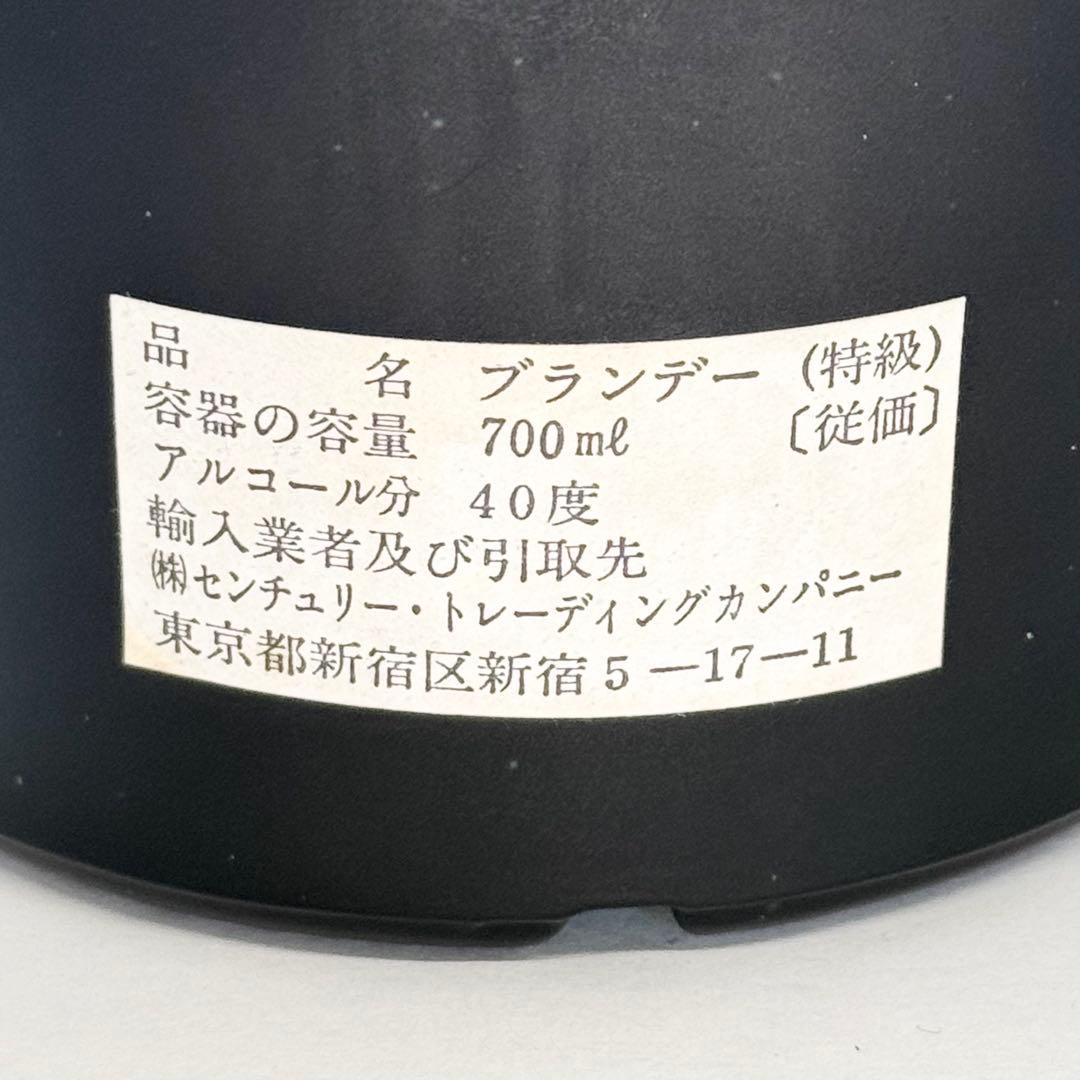 品名 ブランデー (特級)
容器の容量 700ml 〔従価〕
アルコール分 40度
輸入業者及び引取先
㈱センチュリー・トレーディングカンパニー
東京都新宿区新宿5—17—11